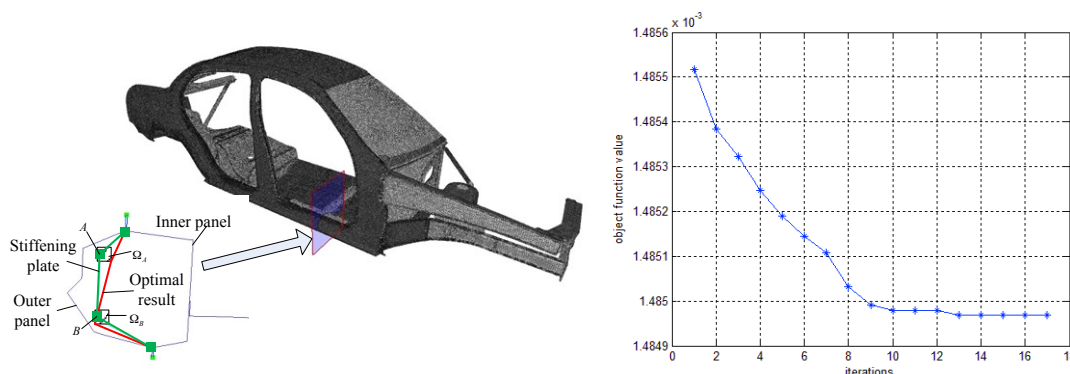 A
Inner panel
Stiffening
plate
Ω_A
Optimal
result
Outer
panel
Ω_B
B
x 10^-3
1.4856
1.4855
1.4854
1.4853
1.4852
1.4851
1.485
1.4849
object function value
0 2 4 6 8 10 12 14 16
iterations